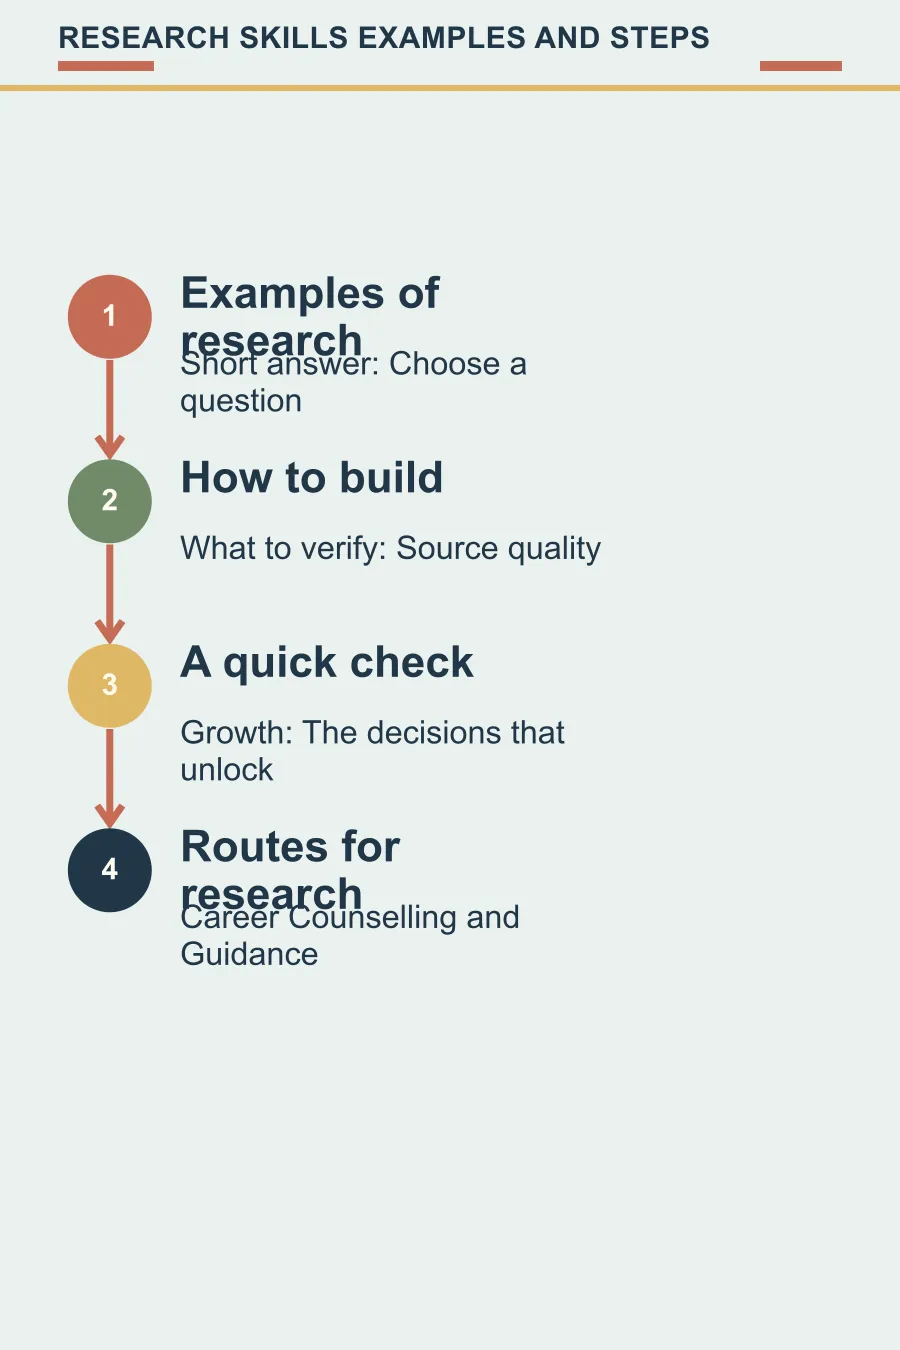 RESEARCH SKILLS EXAMPLES AND STEPS
1
Examples of
research
Short answer: Choose a
question
2
How to build
What to verify: Source quality
3
A quick check
Growth: The decisions that
unlock
4
Routes for
research
Career Counselling and
Guidance